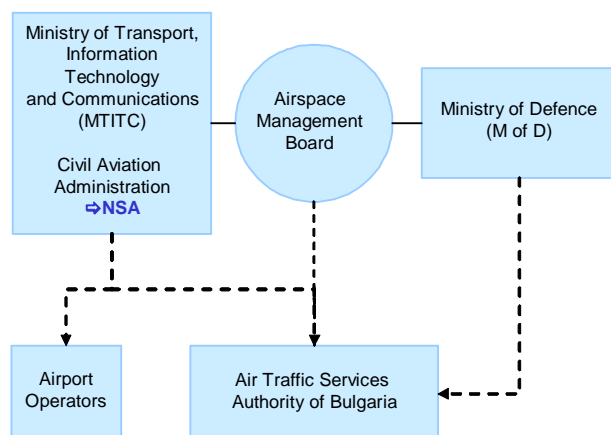 Ministry of Transport,
Information
Technology
and Communications
(MTITC)
Civil Aviation
Administration
⇨NSA
Airspace
Management
Board
Ministry of Defence
(M of D)
Airport
Operators
Air Traffic Services
Authority of Bulgaria